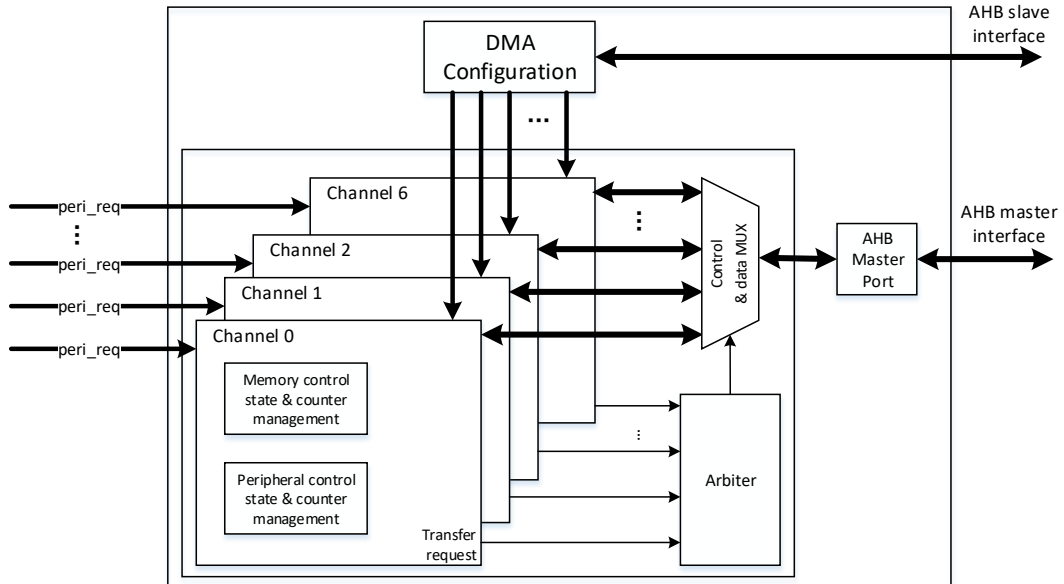 AHB slave
interface
DMA
Configuration
...
Channel 6
peri_req
...
...
AHB master
interface
Channel 2
peri_req
AHB
Master
Port
Control
& data MUX
Channel 1
peri_req
Channel 0
peri_req
Memory control
state & counter
management
...
Arbiter
Peripheral control
state & counter
management
Transfer
request